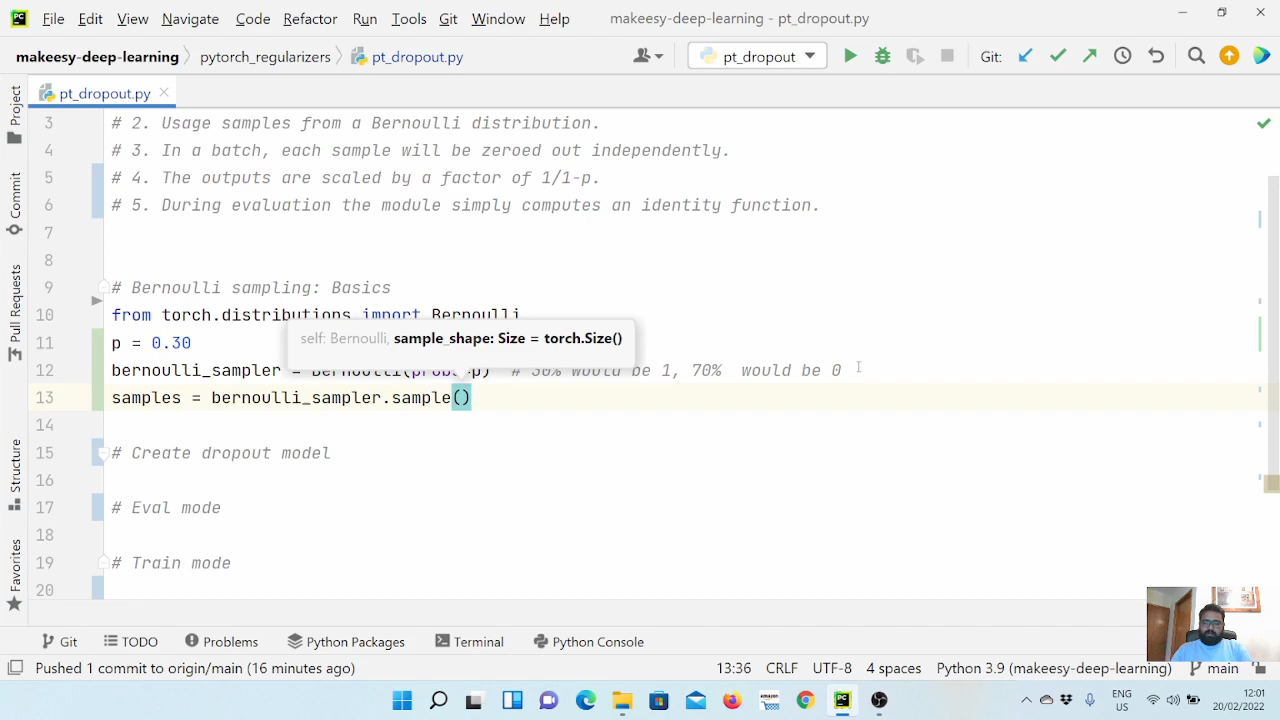 File Edit View Navigate Code Refactor Run Tools Git Window Help makeesy-deep-learning - pt_dropout.py
makeesy-deep-learning pytorch_regularizers pt_dropout.py pt_dropout Git:
pt_dropout.py
Project
Commit
Pull Requests
Structure
Favorites
3 # 2. Usage samples from a Bernoulli distribution.
4 # 3. In a batch, each sample will be zeroed out independently.
5 # 4. The outputs are scaled by a factor of 1/1-p.
6 # 5. During evaluation the module simply computes an identity function.
7
8
9 # Bernoulli sampling: Basics
10 from torch.distributions import Bernoulli
self: Bernoulli, sample_shape: Size = torch.Size()
11 p = 0.30
12 bernoulli_sampler = Bernoulli(probs=p) # 30% would be 1, 70%  would be 0
13 samples = bernoulli_sampler.sample()
14
15 # Create dropout model
16
17 # Eval mode
18
19 # Train mode
20
Git TODO Problems Python Packages Terminal Python Console
Pushed 1 commit to origin/main (16 minutes ago) 13:36 CRLF UTF-8 4 spaces Python 3.9 (makeesy-deep-learning) main
ENG 12:01
US 20/02/2022